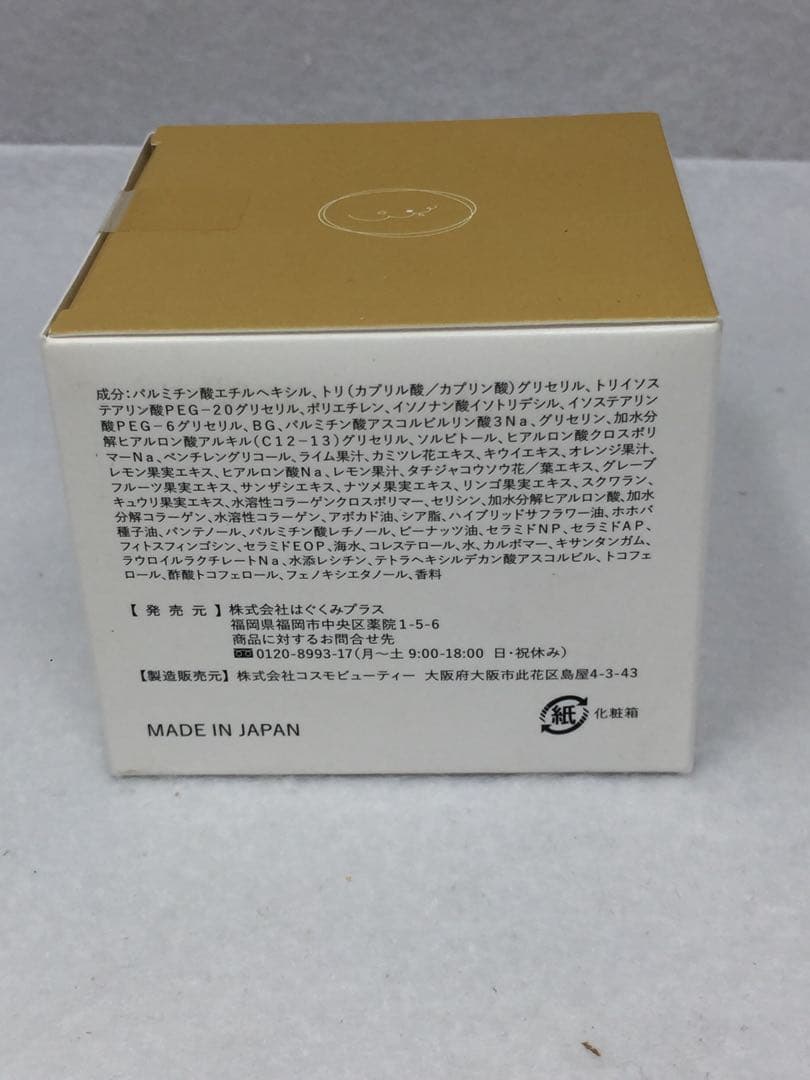 成分：パルミチン酸エチルヘキシル、トリ（カプリル酸／カプリン酸）グリセリル、トリイソス
テアリン酸PEG−20グリセリル、ポリエチレン、イソノナン酸イソトリデシル、イソステアリン
酸PEG−6グリセリル、BG、パルミチン酸アスコルビルリン酸3Na、グリセリン、加水分
解ヒアルロン酸アルキル（C12-13）グリセリル、ソルビトール、ヒアルロン酸クロスポリ
マーNa、ペンチレングリコール、ライム果汁、カミツレ花エキス、キウイエキス、オレンジ果汁、
レモン果実エキス、ヒアルロン酸Na、レモン果汁、タチジャコウソウ花／葉エキス、グレープ
フルーツ果実エキス、サンザシエキス、ナツメ果実エキス、リンゴ果実エキス、スクワラン、
キュウリ果実エキス、水溶性コラーゲンクロスポリマー、セリシン、加水分解ヒアルロン酸、加水
分解コラーゲン、水溶性コラーゲン、アボカド油、シア脂、ハイブリッドサフラワー油、ホホバ
種子油、パンテノール、パルミチン酸レチノール、ピーナッツ油、セラミドNP、セラミドAP、
フィトスフィンゴシン、セラミドEOP、海水、コレステロール、水、カルボマー、キサンタンガム、
ラウロイルラクチレートNa、水添レシチン、テトラヘキシルデカン酸アスコルビル、トコフェ
ロール、酢酸トコフェロール、フェノキシエタノール、香料
【 発 売 元 】株式会社はぐくみプラス
福岡県福岡市中央区薬院1-5-6
商品に対するお問合せ先
0120-8993-17（月〜土 9:00-18:00 日・祝休み）
【製造販売元】株式会社コスモビューティー 大阪府大阪市此花区島屋4-3-43
紙 化粧箱
MADE IN JAPAN